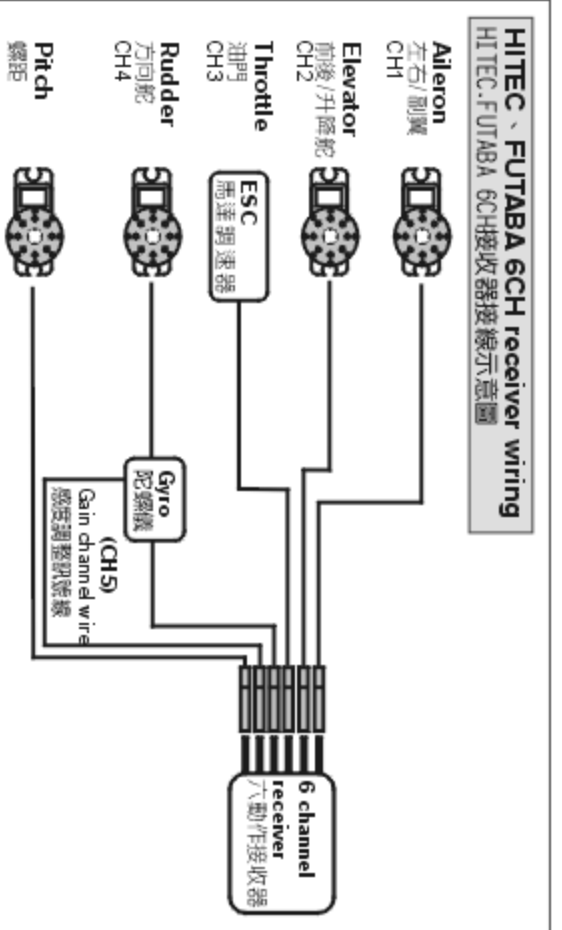 HITEC、FUTABA 6CH receiver wiring
HITEC.FUTABA 6CH接收器接線示意圖
Aileron
左右/副翼
CH1
Elevator
前後/升降舵
CH2
Throttle
油門
CH3
ESC
馬達調速器
Rudder
方向舵
CH4
Gyro
陀螺儀
(CH5)
Gain channel wire
感度調整訊號線
Pitch
螺距
6 channel
receiver
六動作接收器